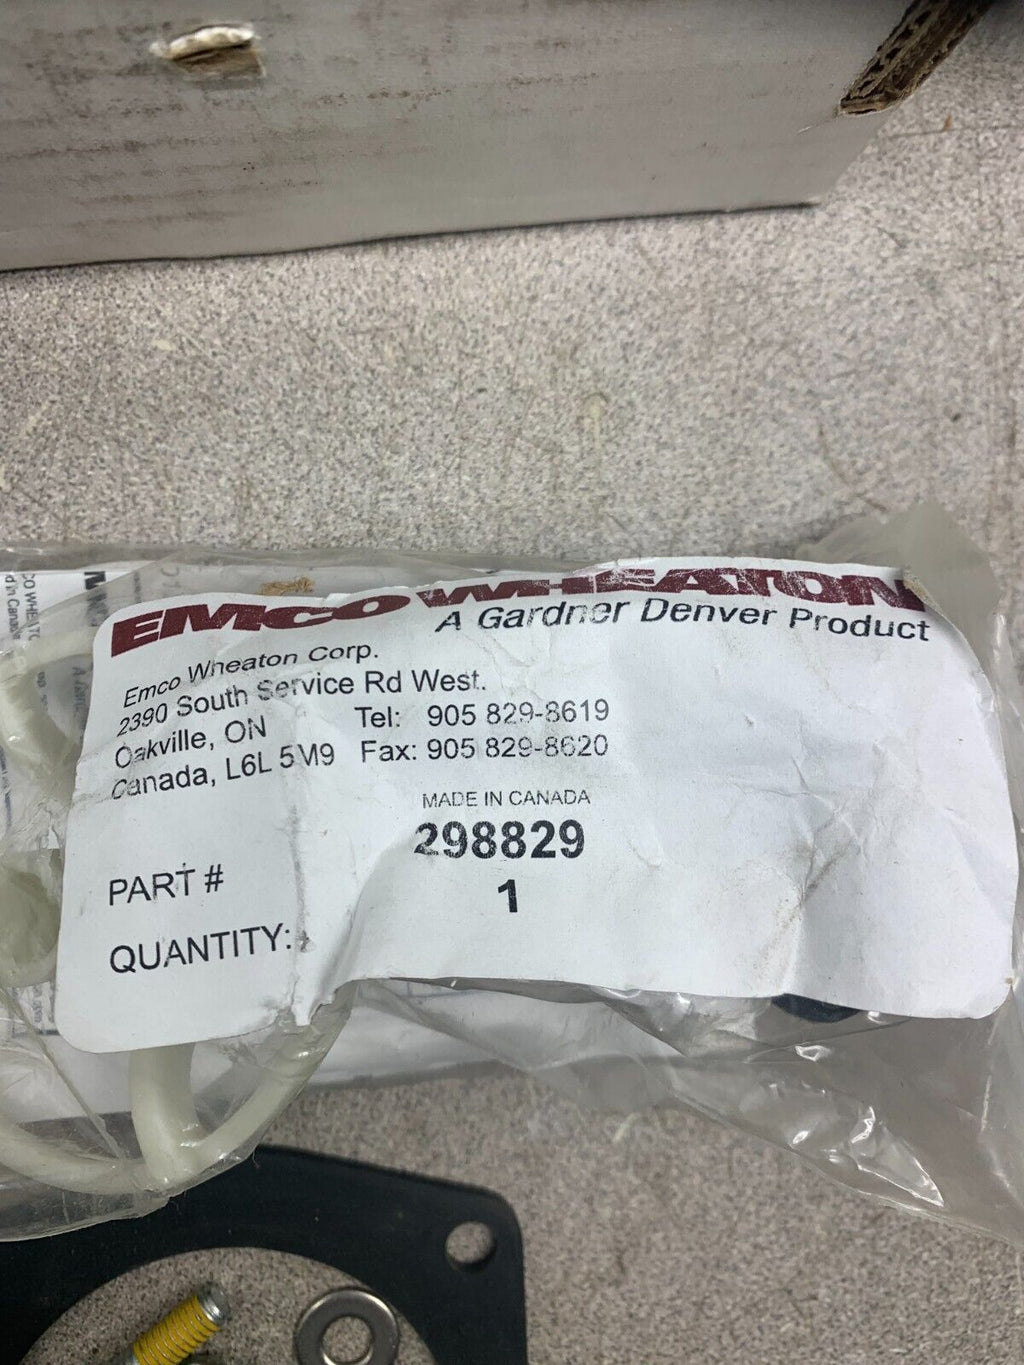 EMCO WHEATON
A Gardner Denver Product
Emco Wheaton Corp.
2390 South Service Rd West.
Oakville, ON Tel: 905 829-8619
Canada, L6L 5M9 Fax: 905 829-8620
MADE IN CANADA
298829
PART #
1
QUANTITY: